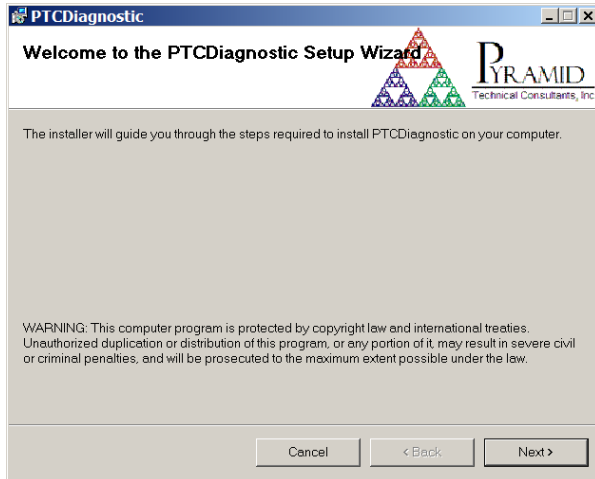 PTCDiagnostic
Welcome to the PTCDiagnostic Setup Wizard
PYRAMID
Technical Consultants, Inc
The installer will guide you through the steps required to install PTCDiagnostic on your computer.
WARNING: This computer program is protected by copyright law and international treaties.
Unauthorized duplication or distribution of this program, or any portion of it, may result in severe civil
or criminal penalties, and will be prosecuted to the maximum extent possible under the law.
Cancel
< Back
Next >